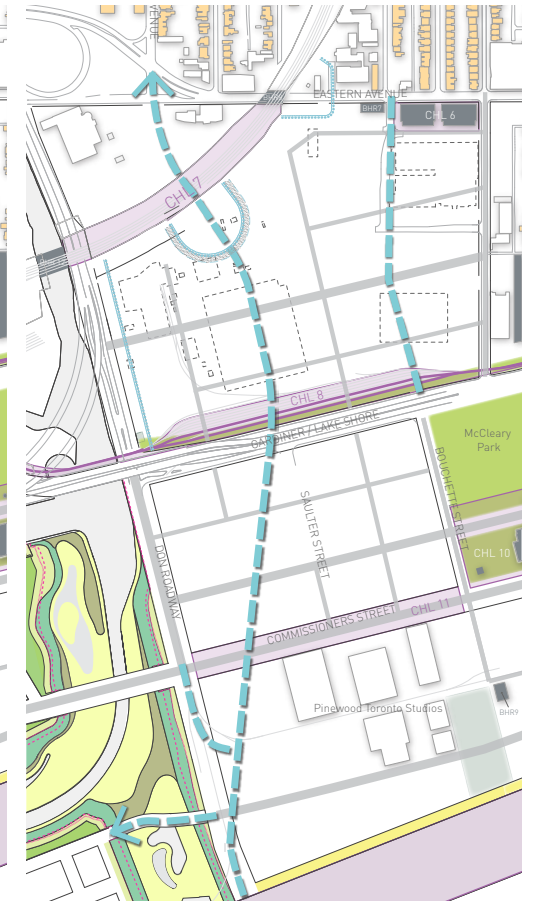 AVENUE
EASTERN AVENUE
BHR7
CHL 6
CHL 7
CHL 8
GARDINER / LAKE SHORE
McCleary
Park
BOUCHETTE STREET
SAULTER STREET
DON ROADWAY
CHL 10
CHL 11
COMMISSIONERS STREET
Pinewood Toronto Studios
BHR9